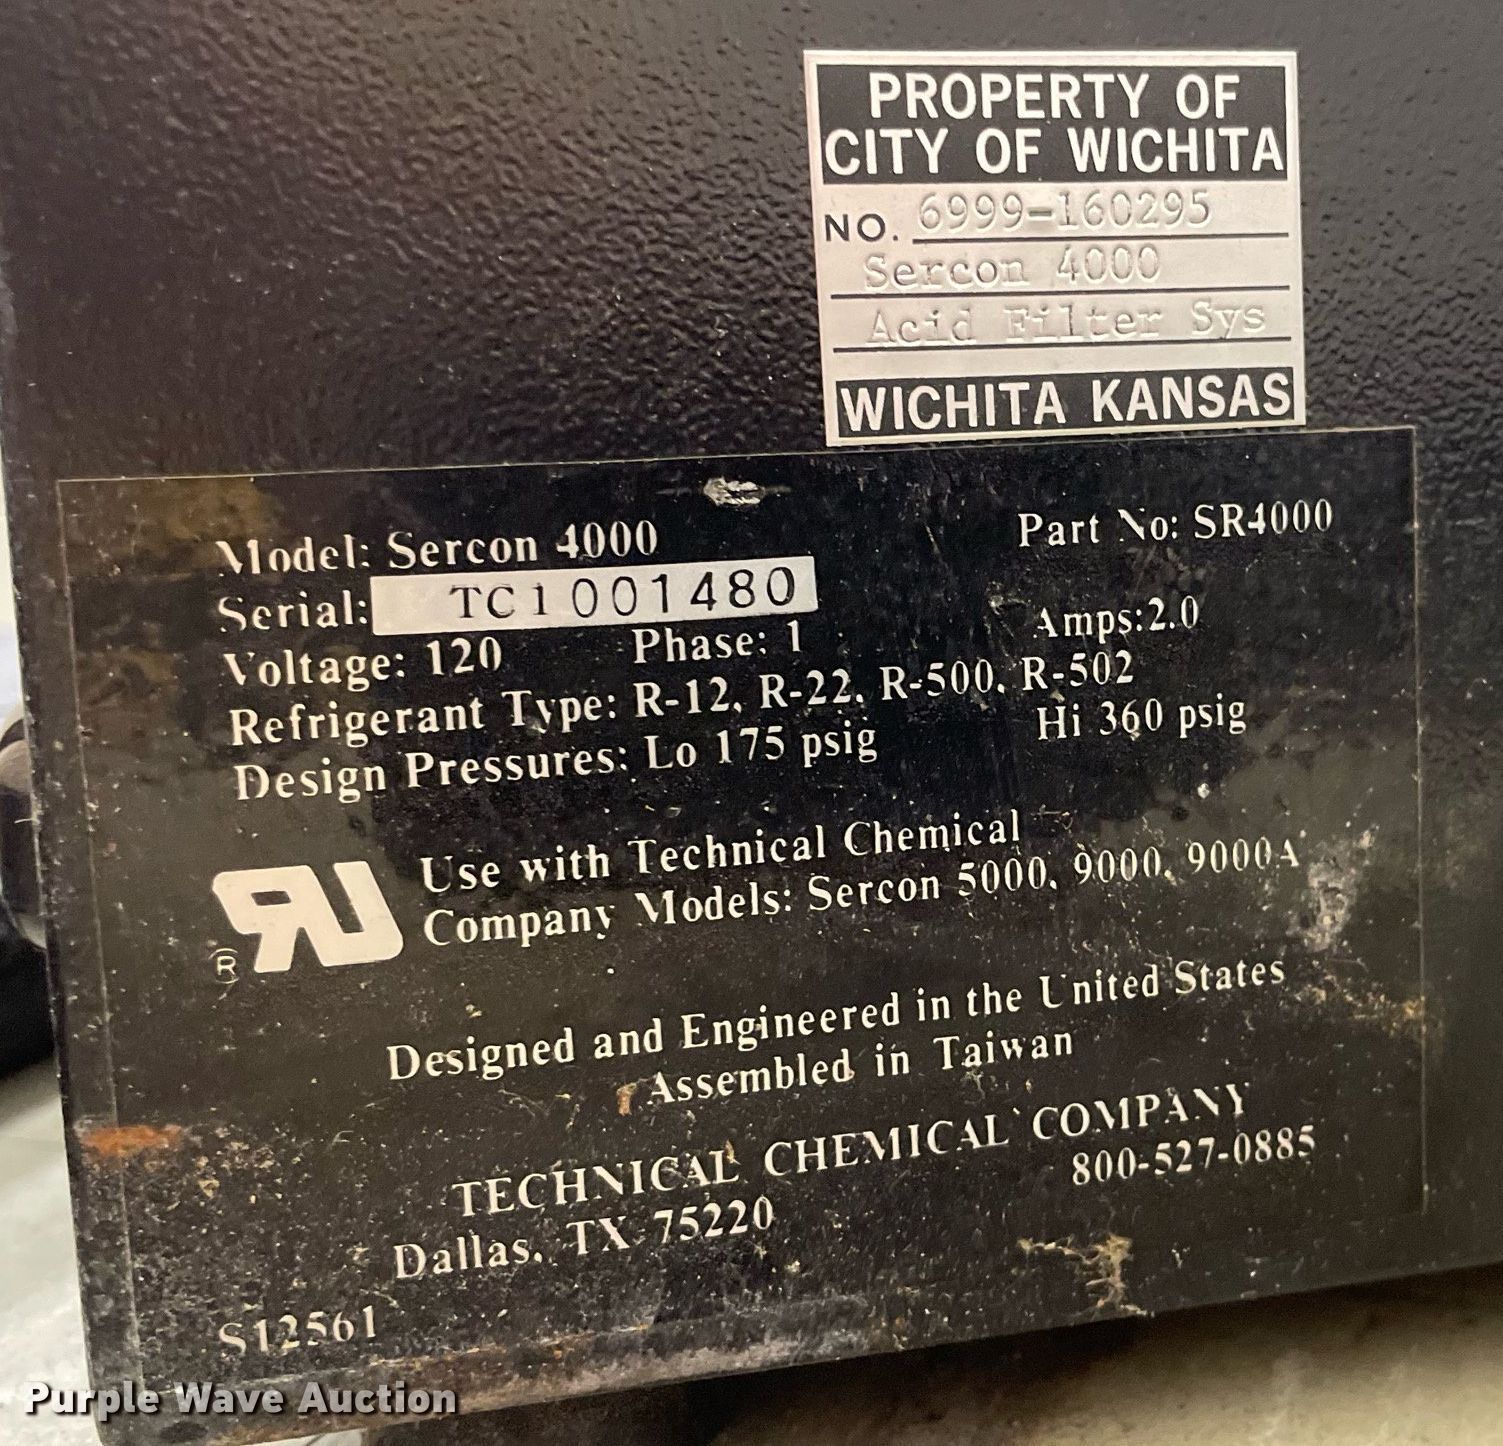 PROPERTY OF
CITY OF WICHITA
NO. 6999-160295
Sercon 4000
Acid Filter Sys
WICHITA KANSAS
Model: Sercon 4000 Part No: SR4000
Serial: TC1001480
Voltage: 120 Phase: 1 Amps:2.0
Refrigerant Type: R-12, R-22, R-500, R-502
Design Pressures: Lo 175 psig Hi 360 psig
Use with Technical Chemical
Company Models: Sercon 5000, 9000, 9000A
®
Designed and Engineered in the United States
Assembled in Taiwan
TECHNICAL CHEMICAL COMPANY
Dallas, TX 75220 800-527-0885
S12561
Purple Wave Auction